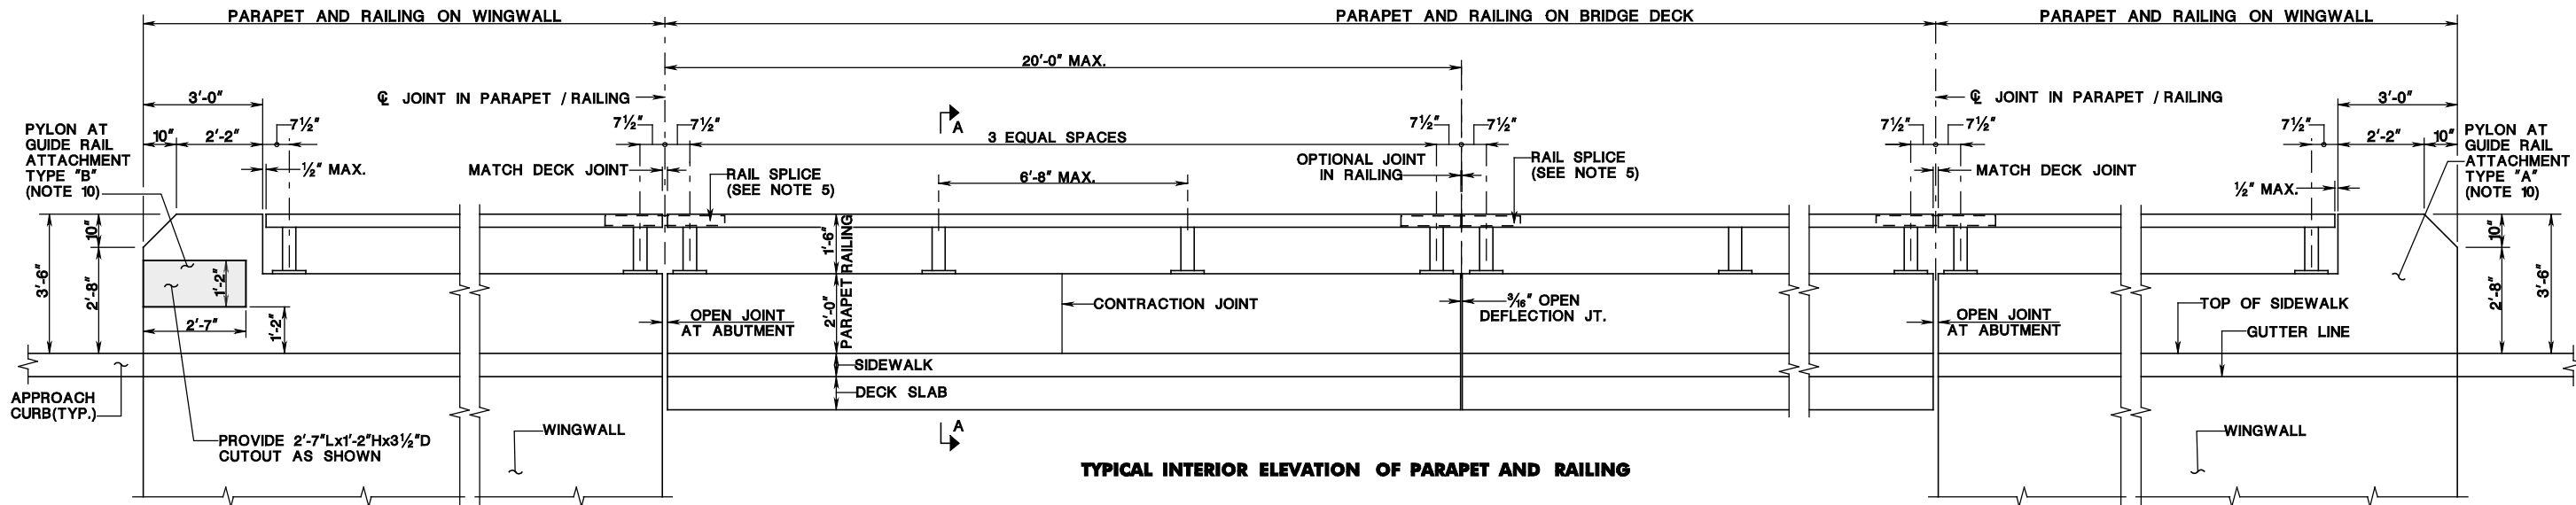 PARAPET AND RAILING ON WINGWALL
PARAPET AND RAILING ON BRIDGE DECK
PARAPET AND RAILING ON WINGWALL
20'-0" MAX.
3'-0"
℄ JOINT IN PARAPET / RAILING
℄ JOINT IN PARAPET / RAILING
3'-0"
PYLON AT
GUIDE RAIL
ATTACHMENT
TYPE "B"
(NOTE 10)
10"
2'-2"
7½"
½" MAX.
7½"
7½"
MATCH DECK JOINT
RAIL SPLICE
(SEE NOTE 5)
A
3 EQUAL SPACES
6'-8" MAX.
7½"
7½"
OPTIONAL JOINT
IN RAILING
RAIL SPLICE
(SEE NOTE 5)
7½"
7½"
MATCH DECK JOINT
7½"
½" MAX.
2'-2"
10"
PYLON AT
GUIDE RAIL
ATTACHMENT
TYPE "A"
(NOTE 10)
3'-6"
10"
2'-8"
1'-2"
2'-7"
1'-2"
1'-6"
RAILING
2'-0"
PARAPET
OPEN JOINT
AT ABUTMENT
CONTRACTION JOINT
3/16" OPEN
DEFLECTION JT.
OPEN JOINT
AT ABUTMENT
TOP OF SIDEWALK
GUTTER LINE
10"
2'-8"
3'-6"
SIDEWALK
DECK SLAB
APPROACH
CURB(TYP.)
PROVIDE 2'-7"Lx1'-2"Hx3½"D
CUTOUT AS SHOWN
WINGWALL
A
WINGWALL
TYPICAL INTERIOR ELEVATION OF PARAPET AND RAILING